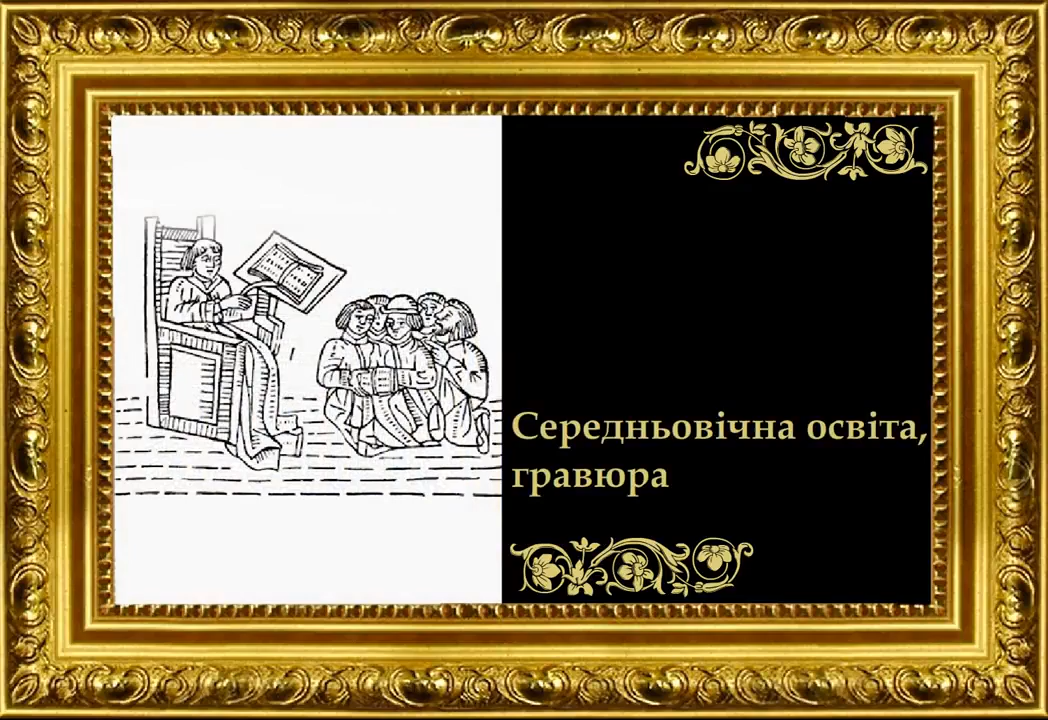 Середньовічна освіта,
гравюра